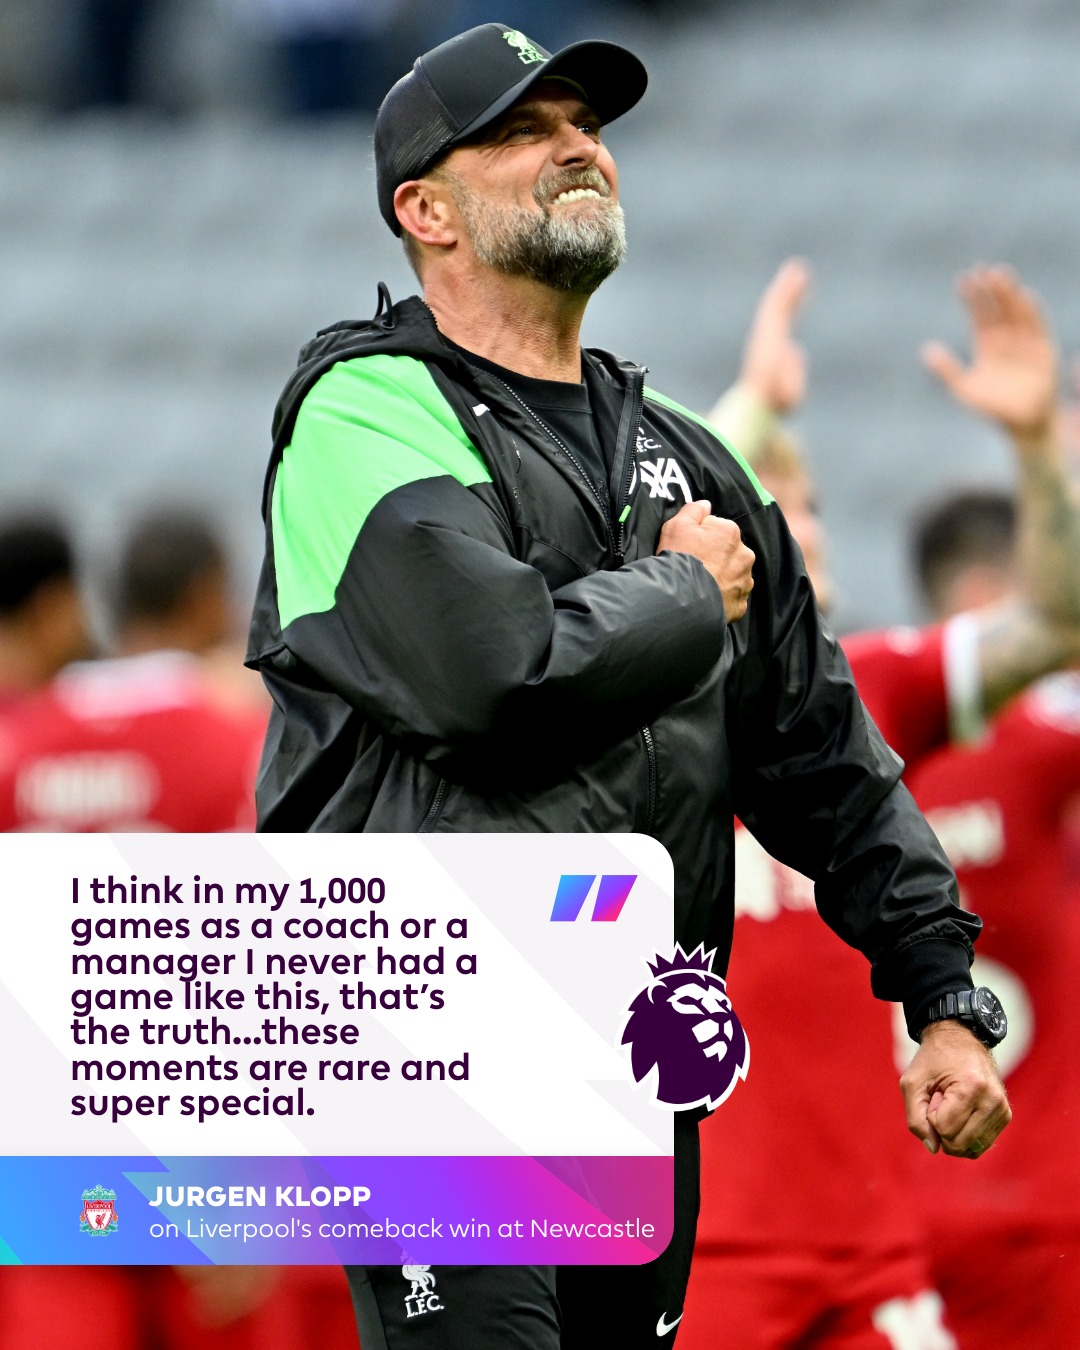 L.F.C.
AXA
I think in my 1,000
games as a coach or a
manager I never had a
game like this, that’s
the truth...these
moments are rare and
super special.
JURGEN KLOPP
on Liverpool's comeback win at Newcastle
L.F.C.